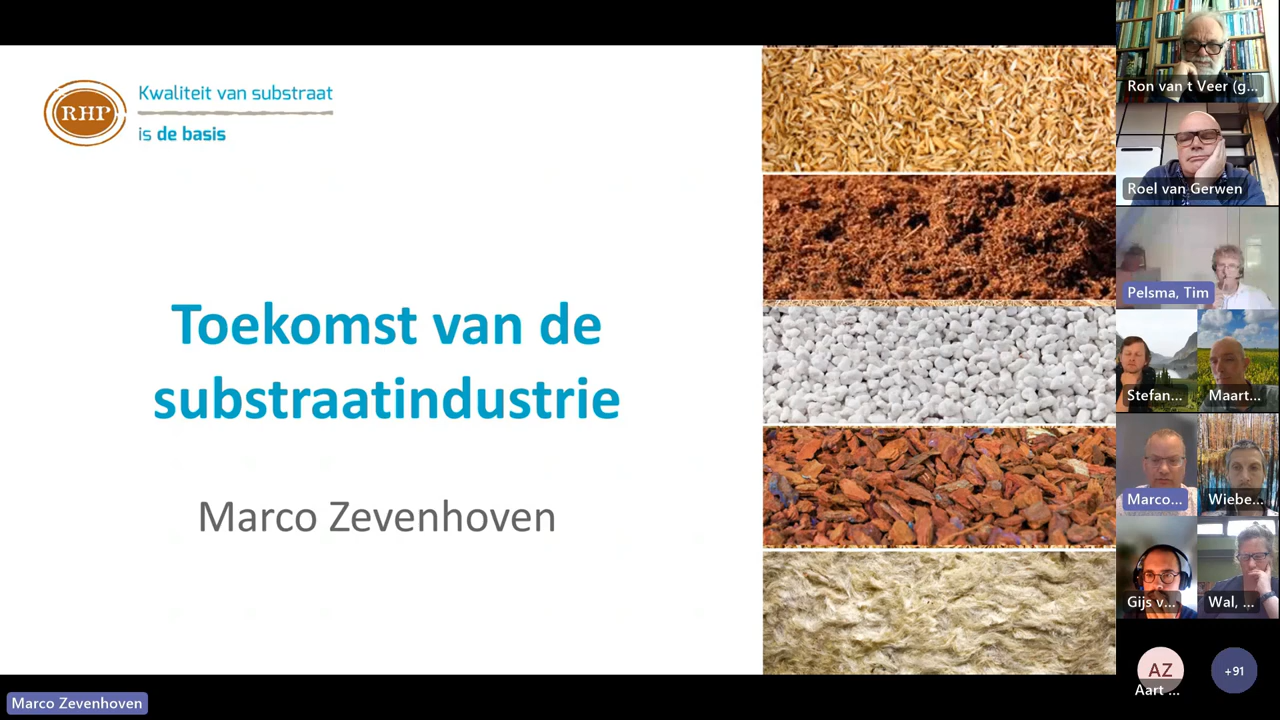 RHP
Kwaliteit van substraat
is de basis
Toekomst van de
substraatindustrie
Marco Zevenhoven
Ron van t Veer (g...
Roel van Gerwen
Pelsma, Tim
Stefan...
Maart...
Marco...
Wiebe...
Gijs v...
Wal, ...
AZ
Aart ...
+91
Marco Zevenhoven